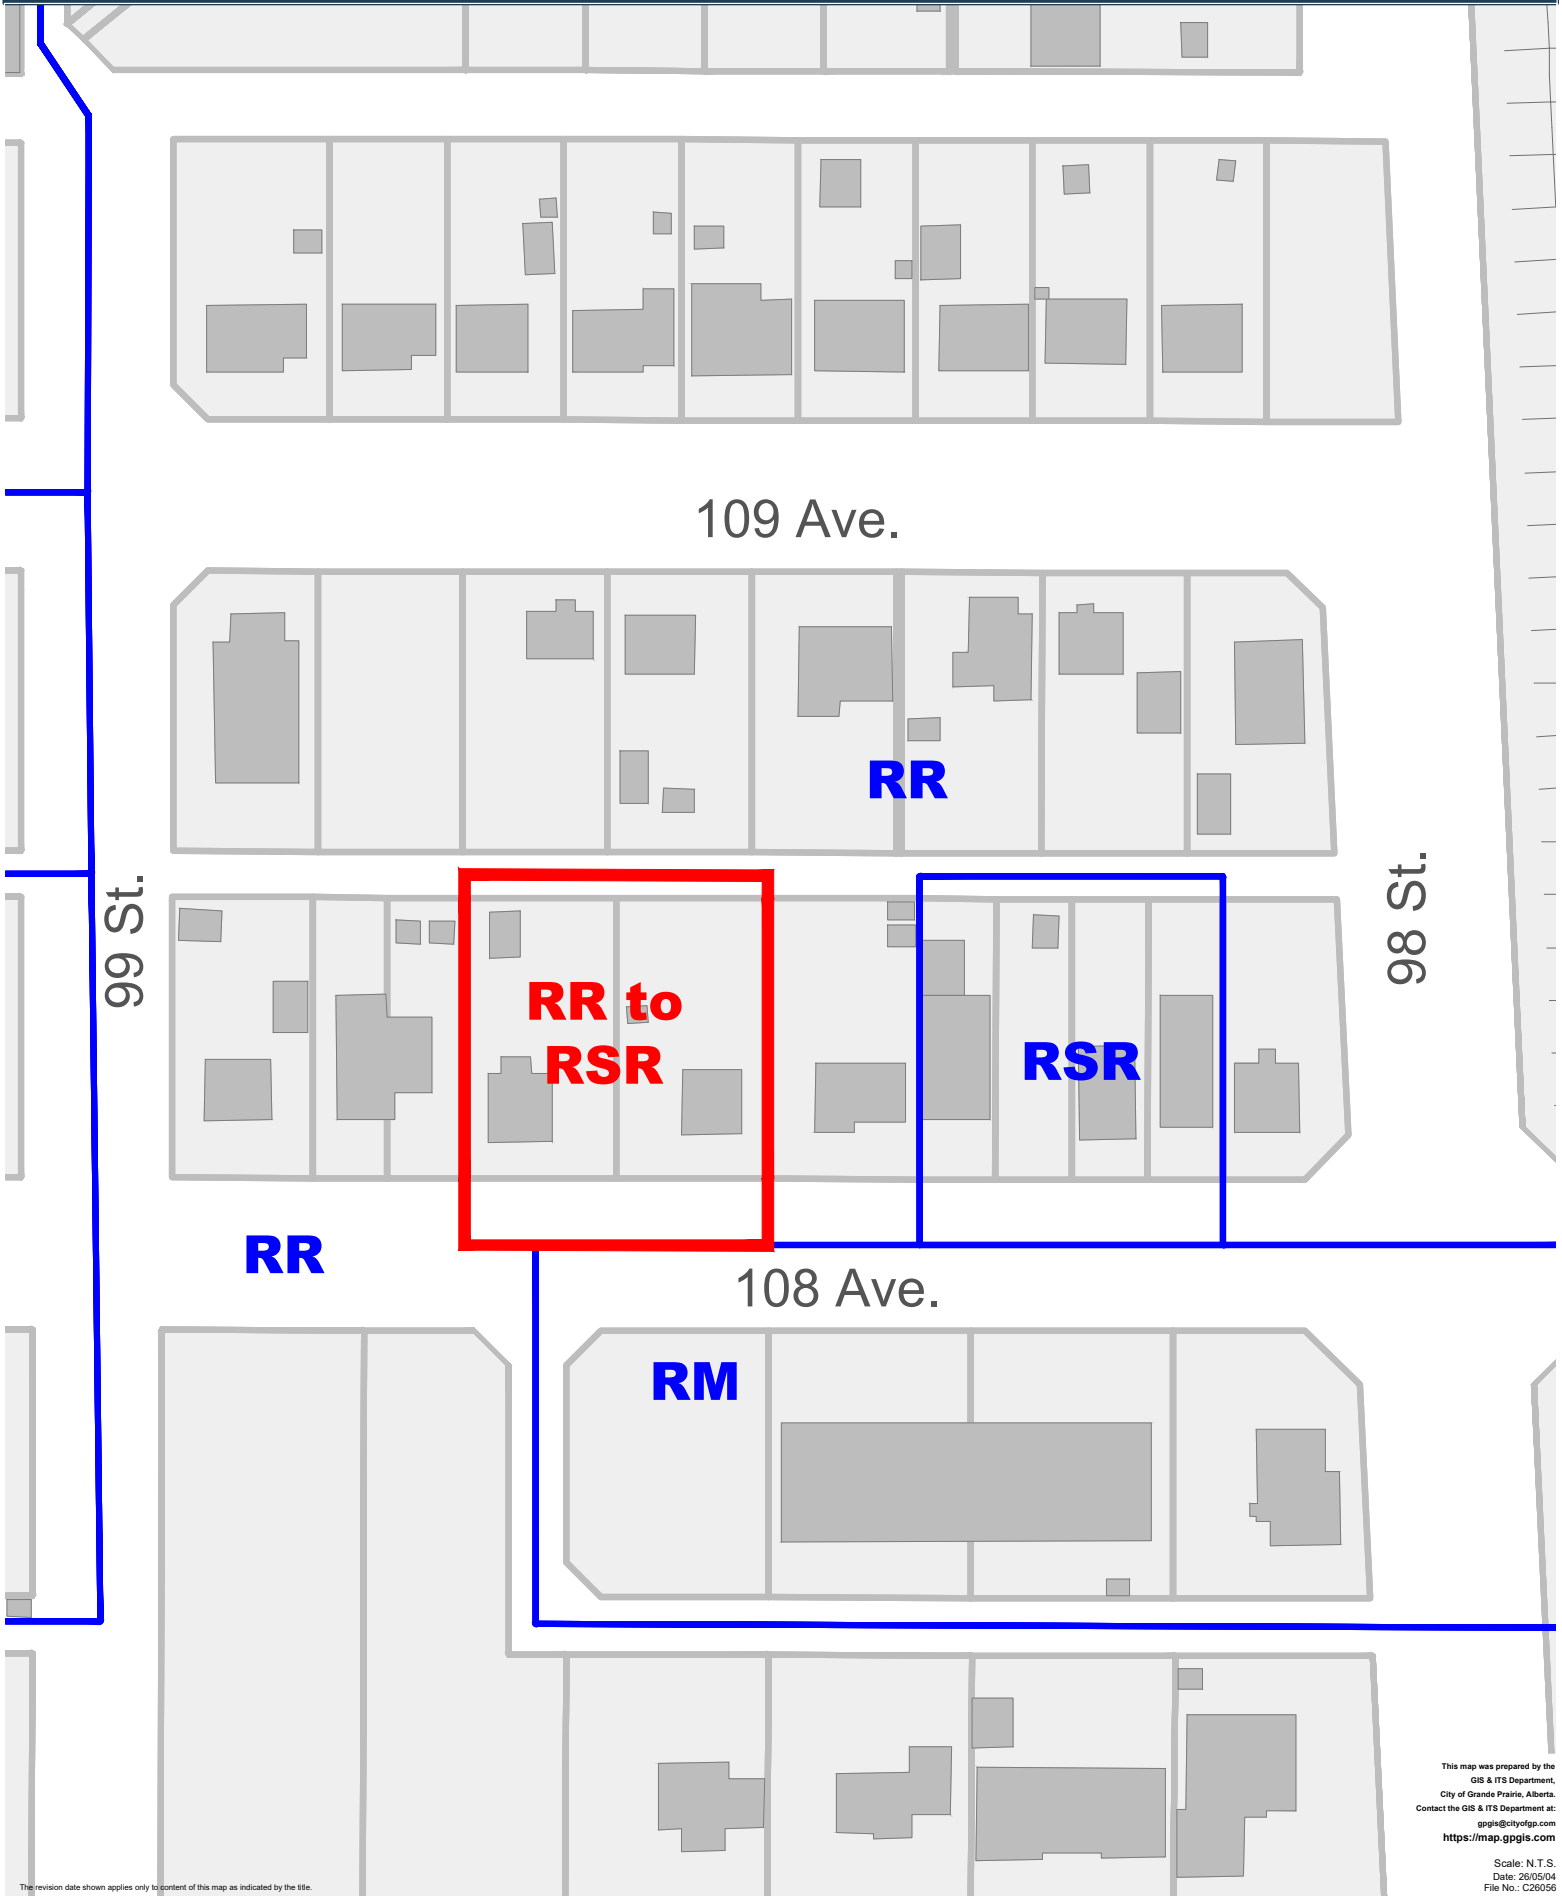 109 Ave.
RR
99 St.
98 St.
RR to
RSR
RSR
RR
108 Ave.
RM
This map was prepared by the
GIS & ITS Department,
City of Grande Prairie, Alberta.
Contact the GIS & ITS Department at:
gpgis@cityofgp.com
https://map.gpgis.com
Scale: N.T.S.
Date: 26/05/04
File No.: C26056
The revision date shown applies only to content of this map as indicated by the title.